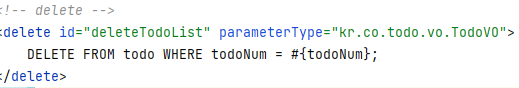 <!-- delete -->
<delete id="deleteTodoList" parameterType="kr.co.todo.vo.TodoVO">
    DELETE FROM todo WHERE todoNum = #{todoNum};
</delete>